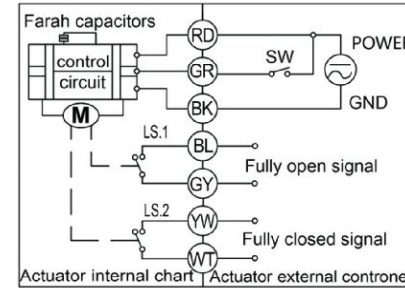 Farah capacitors
control
circuit
M
RD
GR
BK
SW
POWER
GND
LS.1
BL
GY
Fully open signal
LS.2
YW
WT
Fully closed signal
Actuator internal chart
Actuator external controne